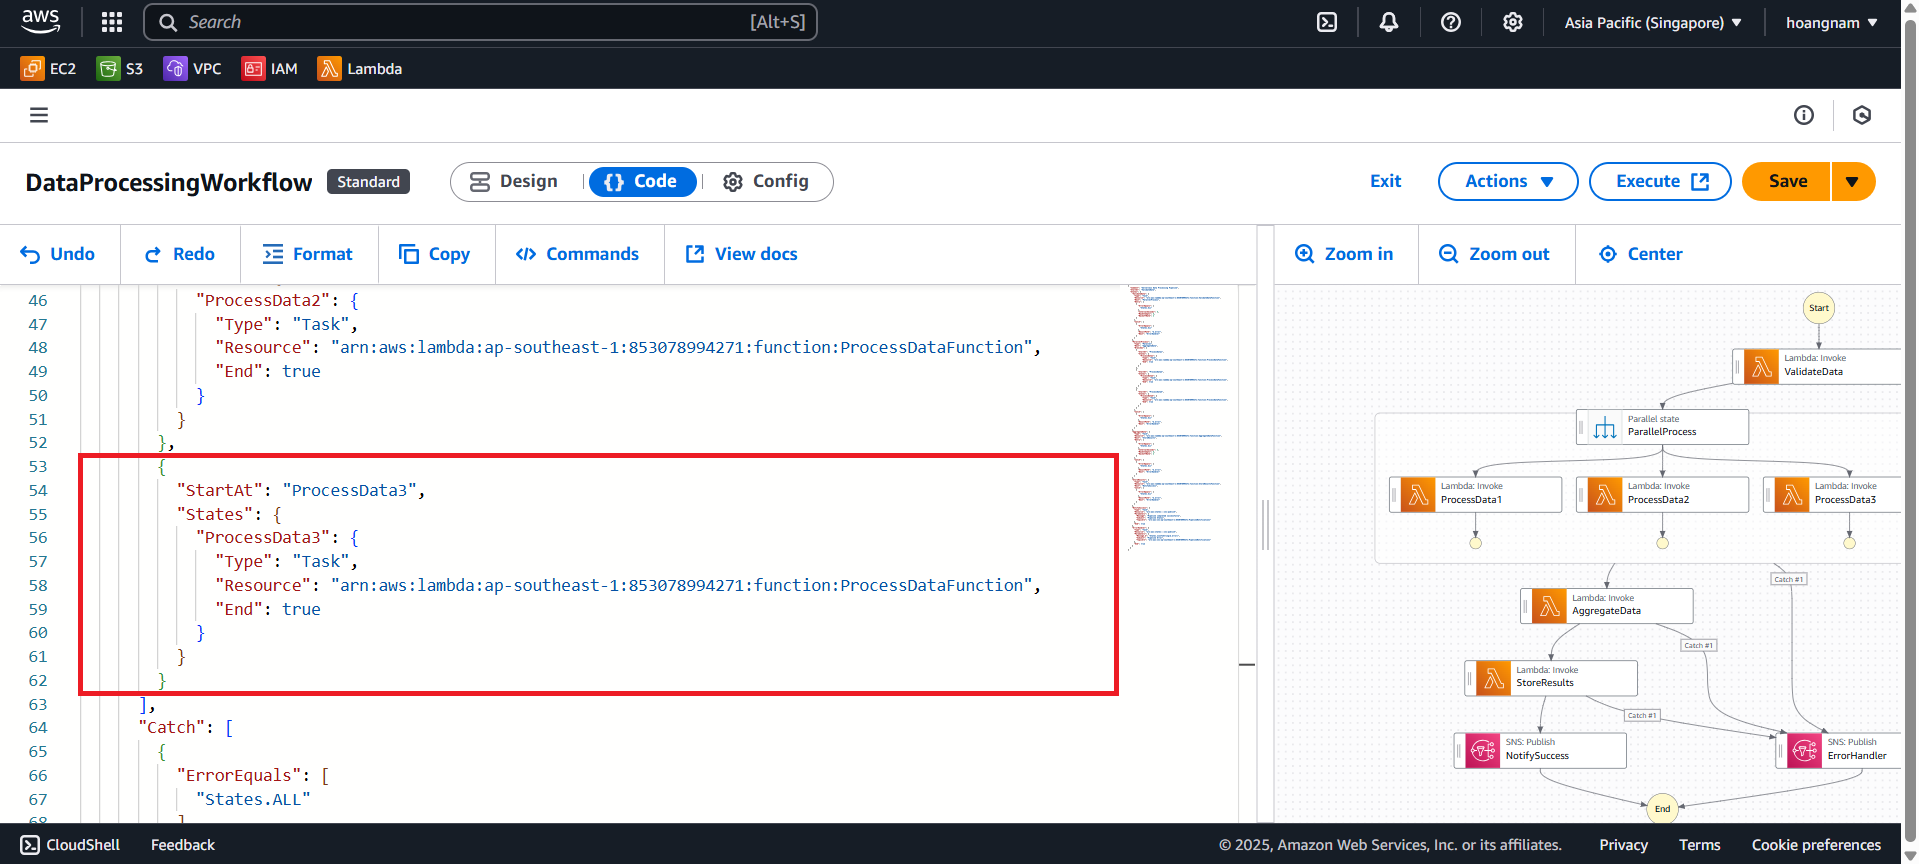 aws
Search [Alt+S]
Asia Pacific (Singapore) ▼ hoangnam ▼
EC2 S3 VPC IAM Lambda
DataProcessingWorkflow Standard Design {} Code Config Exit Actions ▼ Execute Save ▼
Undo Redo Format Copy </> Commands View docs
Zoom in Zoom out Center
46 "ProcessData2": {
47 "Type": "Task",
48 "Resource": "arn:aws:lambda:ap-southeast-1:853078994271:function:ProcessDataFunction",
49 "End": true
50 }
51 }
52 },
53 {
54 "StartAt": "ProcessData3",
55 "States": {
56 "ProcessData3": {
57 "Type": "Task",
58 "Resource": "arn:aws:lambda:ap-southeast-1:853078994271:function:ProcessDataFunction",
59 "End": true
60 }
61 }
62 }
63 ],
64 "Catch": [
65 {
66 "ErrorEquals": [
67 "States.ALL"
68 ]
Start
Lambda: Invoke
ValidateData
Parallel state
ParallelProcess
Lambda: Invoke
ProcessData1
Lambda: Invoke
ProcessData2
Lambda: Invoke
ProcessData3
Catch #1
Lambda: Invoke
AggregateData
Catch #1
Lambda: Invoke
StoreResults
Catch #1
SNS: Publish
NotifySuccess
SNS: Publish
ErrorHandler
End
CloudShell Feedback © 2025, Amazon Web Services, Inc. or its affiliates. Privacy Terms Cookie preferences